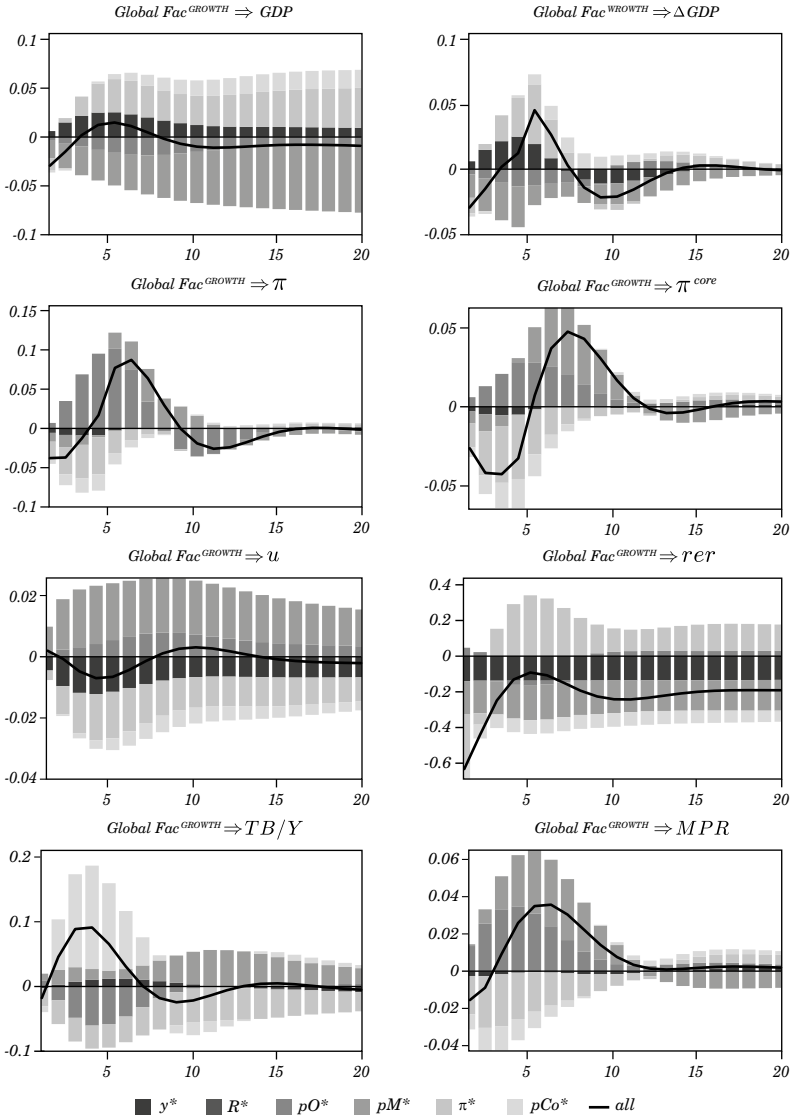 Global Fac^GROWTH ⇒ GDP
0.1
0.05
0
-0.05
-0.1
5 10 15 20
Global Fac^WROWTH ⇒ ΔGDP
0.1
0.05
0
-0.05
5 10 15 20
Global Fac^GROWTH ⇒ π
0.15
0.1
0.05
0
-0.05
-0.1
5 10 15 20
Global Fac^GROWTH ⇒ π^core
0.05
0
-0.05
5 10 15 20
Global Fac^GROWTH ⇒ u
0.02
0
-0.02
-0.04
5 10 15 20
Global Fac^GROWTH ⇒ rer
0.4
0.2
0
-0.2
-0.4
-0.6
5 10 15 20
Global Fac^GROWTH ⇒ TB/Y
0.2
0.1
0
-0.1
5 10 15 20
Global Fac^GROWTH ⇒ MPR
0.06
0.04
0.02
0
-0.02
-0.04
5 10 15 20
y* R* pO* pM* π* pCo* all